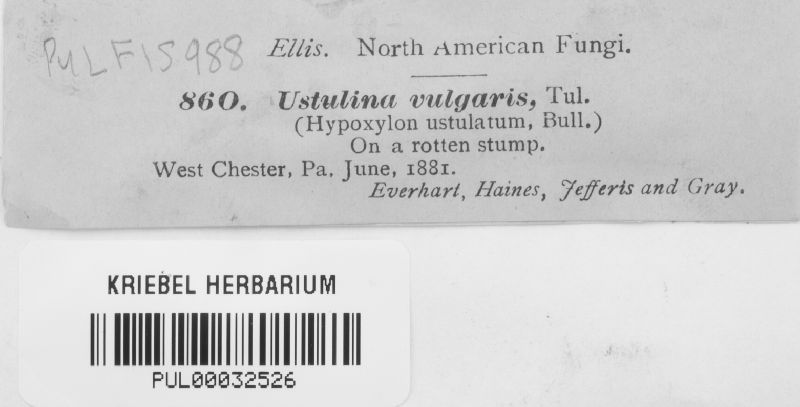 PULF15988 Ellis. North American Fungi.
860. Ustulina vulgaris, Tul.
(Hypoxylon ustulatum, Bull.)
On a rotten stump.
West Chester, Pa. June, 1881.
Everhart, Haines, Jefferis and Gray.
KRIEBEL HERBARIUM
PUL00032526